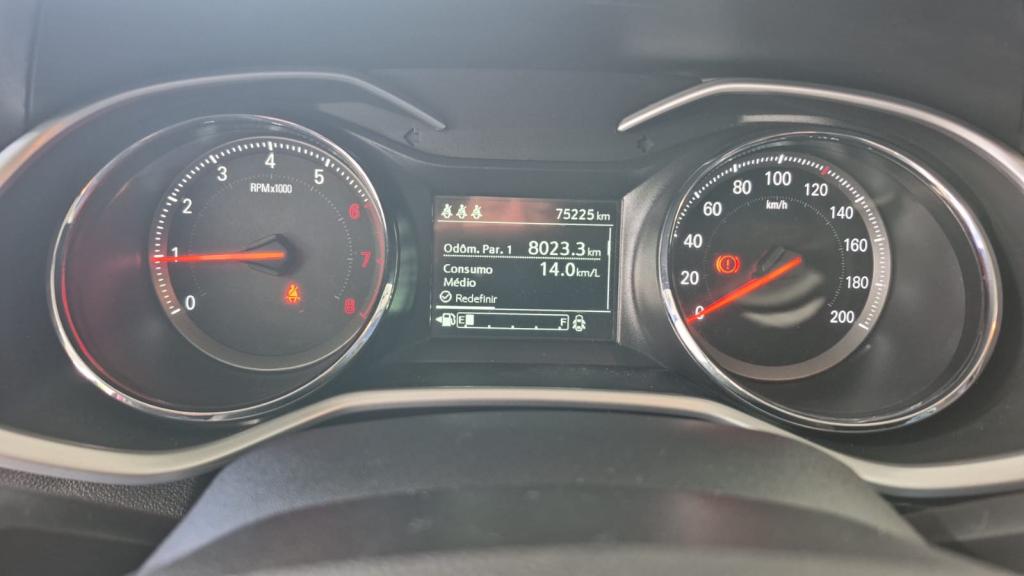 0
1
2
3
4
5
6
7
8
RPMx1000
75225 km
Odôm. Par. 1 8023.3 km
Consumo 14.0 km/L
Médio
Redefinir
E F
0
20
40
60
80
100
120
140
160
180
200
km/h